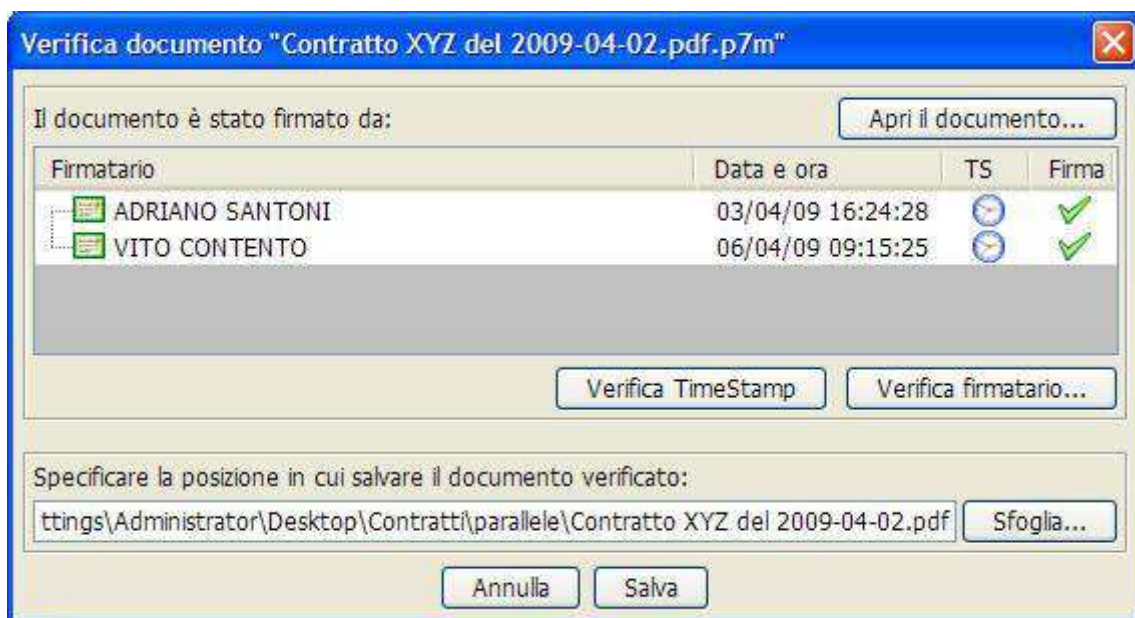 Verifica documento "Contratto XYZ del 2009-04-02.pdf.p7m"
Il documento è stato firmato da:
Apri il documento...
Firmatario Data e ora TS Firma
ADRIANO SANTONI 03/04/09 16:24:28
VITO CONTENTO 06/04/09 09:15:25
Verifica TimeStamp Verifica firmatario...
Specificare la posizione in cui salvare il documento verificato:
ttings\Administrator\Desktop\Contratti\parallele\Contratto XYZ del 2009-04-02.pdf Sfoglia...
Annulla Salva